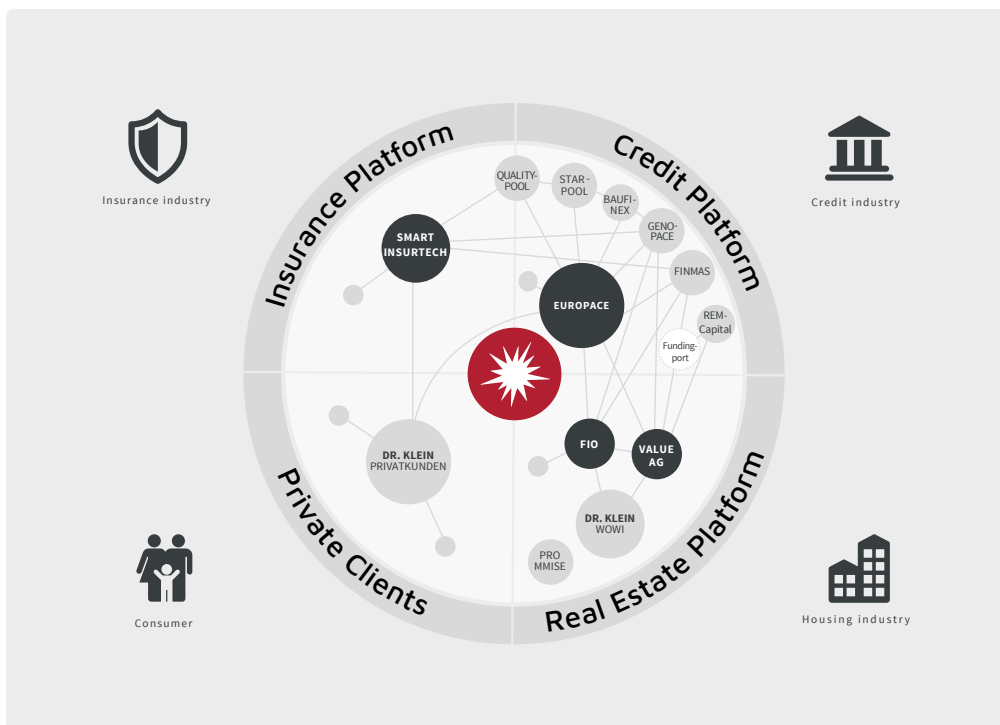 Insurance Platform
Credit Platform
Insurance industry
Credit industry
QUALITY-
POOL
STAR-
POOL
BAUFI-
NEX
GENO-
PACE
SMART
INSURTECH
FINMAS
EUROPACE
REM-
Capital
Funding-
port
FIO
VALUE
AG
DR. KLEIN
PRIVATKUNDEN
DR. KLEIN
WOWI
PRO
MMISE
Private Clients
Real Estate Platform
Consumer
Housing industry